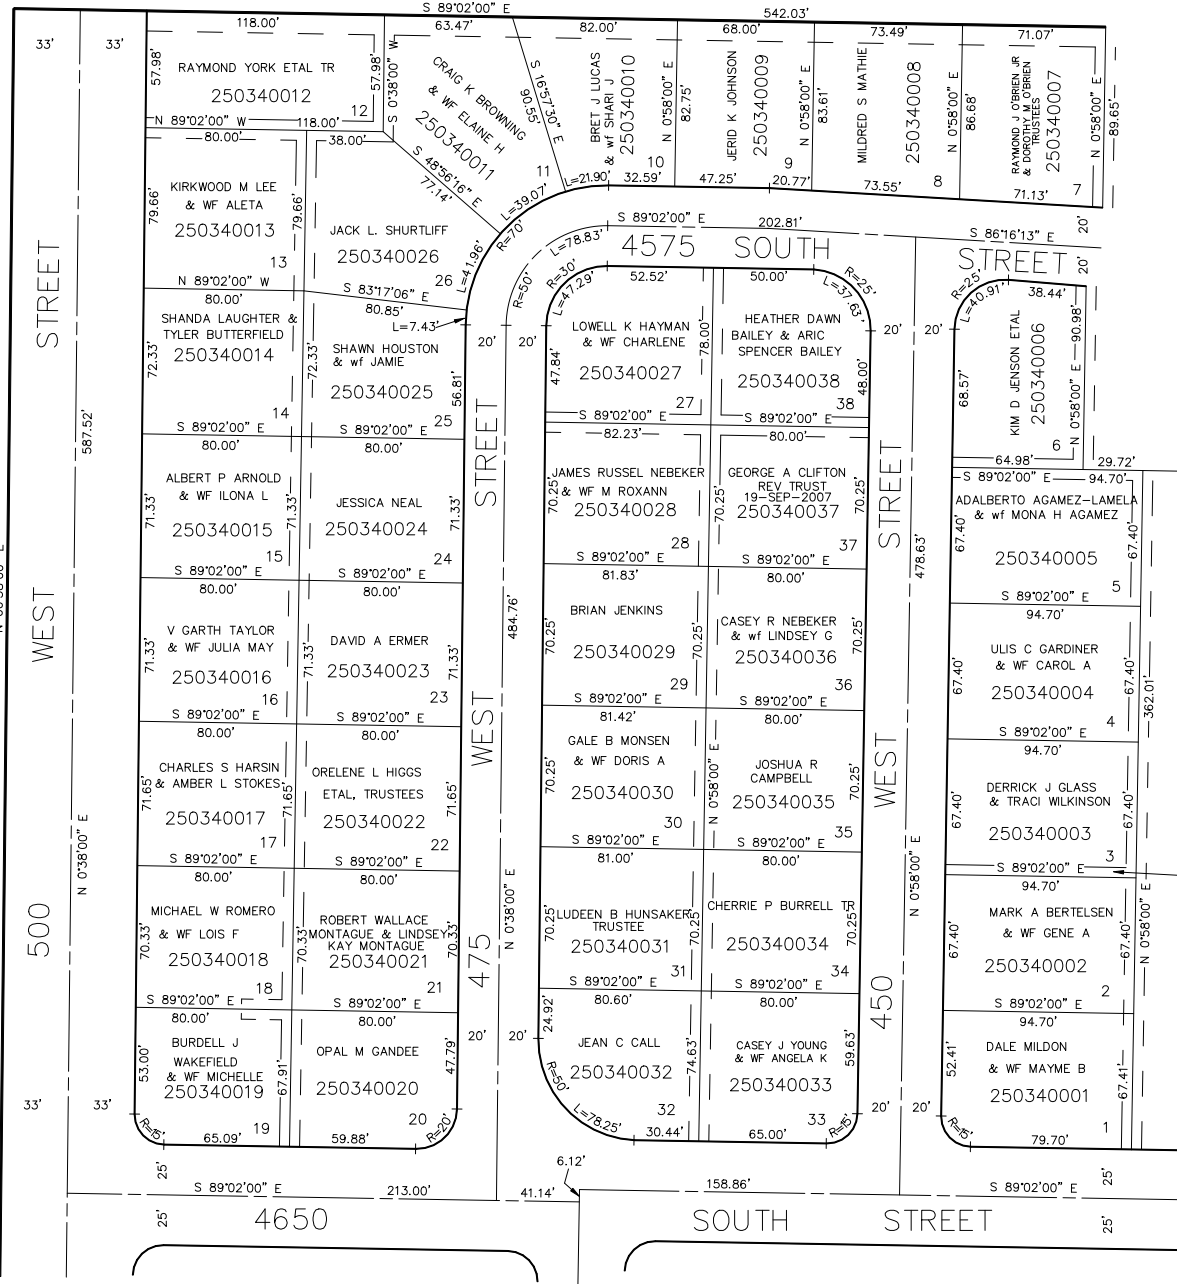 S 89°02'00" E
542.03'
118.00'
63.47'
82.00'
68.00'
73.49'
71.07'
33'
33'
57.98'
RAYMOND YORK ETAL TR
250340012
12
57.98'
S 0°38'00" W
N 89°02'00" W
118.00'
CRAIG K BROWNING
& WF ELAINE H
250340011
11
S 16°57'30" E
90.55'
S 48°56'16" E
77.14'
L=39.07'
BRET J LUCAS
& wf SHARI J
250340010
10
N 0°58'00" E
82.75'
L=21.90'
32.59'
JERID K JOHNSON
250340009
9
N 0°58'00" E
83.61'
47.25'
20.77'
MILDRED S MATHIE
250340008
8
N 0°58'00" E
86.68'
73.55'
RAYMOND J O'BRIEN JR
& DOROTHY M O'BRIEN
TRUSTEES
250340007
7
N 0°58'00" E
89.65'
71.13'
80.00'
38.00'
79.66'
KIRKWOOD M LEE
& WF ALETA
250340013
13
79.66'
N 89°02'00" W
80.00'
JACK L. SHURTLIFF
250340026
26
L=41.96'
R=70'
S 83°17'06" E
80.85'
L=7.43'
S 89°02'00" E
202.81'
L=78.83'
R=50'
4575 SOUTH STREET
S 86°16'13" E
20'
20'
SHANDA LAUGHTER &
TYLER BUTTERFIELD
250340014
14
72.33'
72.33'
S 89°02'00" E
80.00'
SHAWN HOUSTON
& wf JAMIE
250340025
25
56.81'
S 89°02'00" E
80.00'
20'
20'
R=30'
L=47.29'
52.52'
LOWELL K HAYMAN
& WF CHARLENE
250340027
27
47.84'
78.00'
S 89°02'00" E
82.23'
50.00'
R=25'
L=37.63'
HEATHER DAWN
BAILEY & ARIC
SPENCER BAILEY
250340038
38
48.00'
S 89°02'00" E
80.00'
20'
20'
R=25'
L=40.91'
38.44'
KIM D JENSON ETAL
250340006
6
68.57'
N 0°58'00" E
90.98'
64.98'
29.72'
S 89°02'00" E
94.70'
587.52'
ALBERT P ARNOLD
& WF ILONA L
250340015
15
71.33'
71.33'
S 89°02'00" E
80.00'
JESSICA NEAL
250340024
24
71.33'
S 89°02'00" E
80.00'
JAMES RUSSEL NEBEKER
& WF M ROXANN
250340028
28
70.25'
S 89°02'00" E
81.83'
GEORGE A CLIFTON
REV TRUST
19-SEP-2007
250340037
37
70.25'
70.25'
S 89°02'00" E
80.00'
478.63'
ADALBERTO AGAMEZ-LAMELA
& wf MONA H AGAMEZ
250340005
5
67.40'
67.40'
S 89°02'00" E
94.70'
V GARTH TAYLOR
& WF JULIA MAY
250340016
16
71.33'
71.33'
S 89°02'00" E
80.00'
DAVID A ERMER
250340023
23
71.33'
S 89°02'00" E
80.00'
484.76'
BRIAN JENKINS
250340029
29
70.25'
70.25'
S 89°02'00" E
81.42'
CASEY R NEBEKER
& wf LINDSEY G
250340036
36
70.25'
S 89°02'00" E
80.00'
ULIS C GARDINER
& WF CAROL A
250340004
4
67.40'
67.40'
S 89°02'00" E
94.70'
362.01'
CHARLES S HARSIN
& AMBER L STOKES
250340017
17
71.65'
71.65'
S 89°02'00" E
80.00'
ORELENE L HIGGS
ETAL, TRUSTEES
250340022
22
71.65'
S 89°02'00" E
80.00'
GALE B MONSEN
& WF DORIS A
250340030
30
70.25'
S 89°02'00" E
81.00'
N 0°58'00" E
JOSHUA R
CAMPBELL
250340035
35
70.25'
S 89°02'00" E
80.00'
DERRICK J GLASS
& TRACI WILKINSON
250340003
3
67.40'
67.40'
S 89°02'00" E
94.70'
N 0°38'00" E
MICHAEL W ROMERO
& WF LOIS F
250340018
18
70.33'
70.33'
S 89°02'00" E
80.00'
ROBERT WALLACE
MONTAGUE & LINDSEY
KAY MONTAGUE
250340021
21
70.33'
S 89°02'00" E
80.00'
N 0°38'00" E
LUDEEN B HUNSAKER
TRUSTEE
250340031
31
70.25'
70.25'
S 89°02'00" E
80.60'
CHERRIE P BURRELL TR
250340034
34
70.25'
S 89°02'00" E
80.00'
N 0°58'00" E
MARK A BERTELSEN
& WF GENE A
250340002
2
67.40'
67.40'
S 89°02'00" E
94.70'
N 0°58'00" E
BURDELL J
WAKEFIELD
& WF MICHELLE
250340019
19
53.00'
67.91'
R=15'
65.09'
OPAL M GANDEE
250340020
20
47.79'
R=20'
59.88'
20'
20'
24.92'
JEAN C CALL
250340032
32
74.63'
R=50'
L=78.25'
30.44'
CASEY J YOUNG
& WF ANGELA K
250340033
33
59.63'
R=15'
65.00'
20'
20'
DALE MILDON
& WF MAYME B
250340001
1
52.41'
67.41'
R=15'
79.70'
500 WEST STREET
475 WEST STREET
450 WEST STREET
33'
33'
25'
25'
S 89°02'00" E
213.00'
41.14'
6.12'
158.86'
S 89°02'00" E
25'
25'
4650 SOUTH STREET